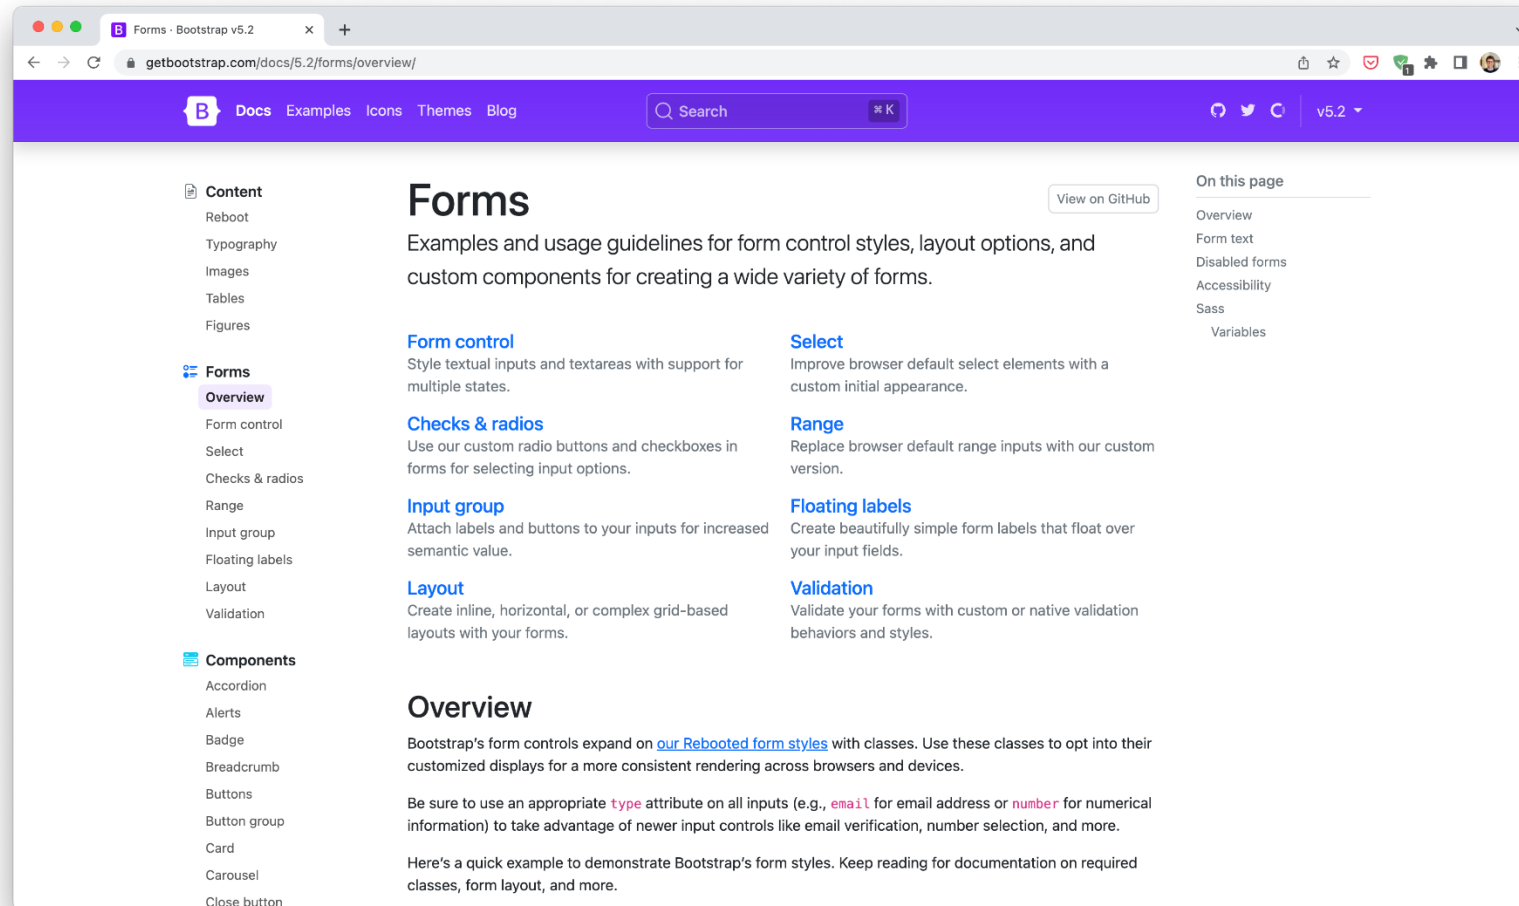 Forms · Bootstrap v5.2
getbootstrap.com/docs/5.2/forms/overview/
1
B
Docs
Examples
Icons
Themes
Blog
Search
⌘ K
v5.2
Content
Reboot
Typography
Images
Tables
Figures
Forms
Overview
Form control
Select
Checks & radios
Range
Input group
Floating labels
Layout
Validation
Components
Accordion
Alerts
Badge
Breadcrumb
Buttons
Button group
Card
Carousel
Close button
Forms
View on GitHub
Examples and usage guidelines for form control styles, layout options, and
custom components for creating a wide variety of forms.
Form control
Style textual inputs and textareas with support for
multiple states.
Select
Improve browser default select elements with a
custom initial appearance.
Checks & radios
Use our custom radio buttons and checkboxes in
forms for selecting input options.
Range
Replace browser default range inputs with our custom
version.
Input group
Attach labels and buttons to your inputs for increased
semantic value.
Floating labels
Create beautifully simple form labels that float over
your input fields.
Layout
Create inline, horizontal, or complex grid-based
layouts with your forms.
Validation
Validate your forms with custom or native validation
behaviors and styles.
Overview
Bootstrap's form controls expand on our Rebooted form styles with classes. Use these classes to opt into their
customized displays for a more consistent rendering across browsers and devices.
Be sure to use an appropriate type attribute on all inputs (e.g., email for email address or number for numerical
information) to take advantage of newer input controls like email verification, number selection, and more.
Here's a quick example to demonstrate Bootstrap's form styles. Keep reading for documentation on required
classes, form layout, and more.
On this page
Overview
Form text
Disabled forms
Accessibility
Sass
Variables